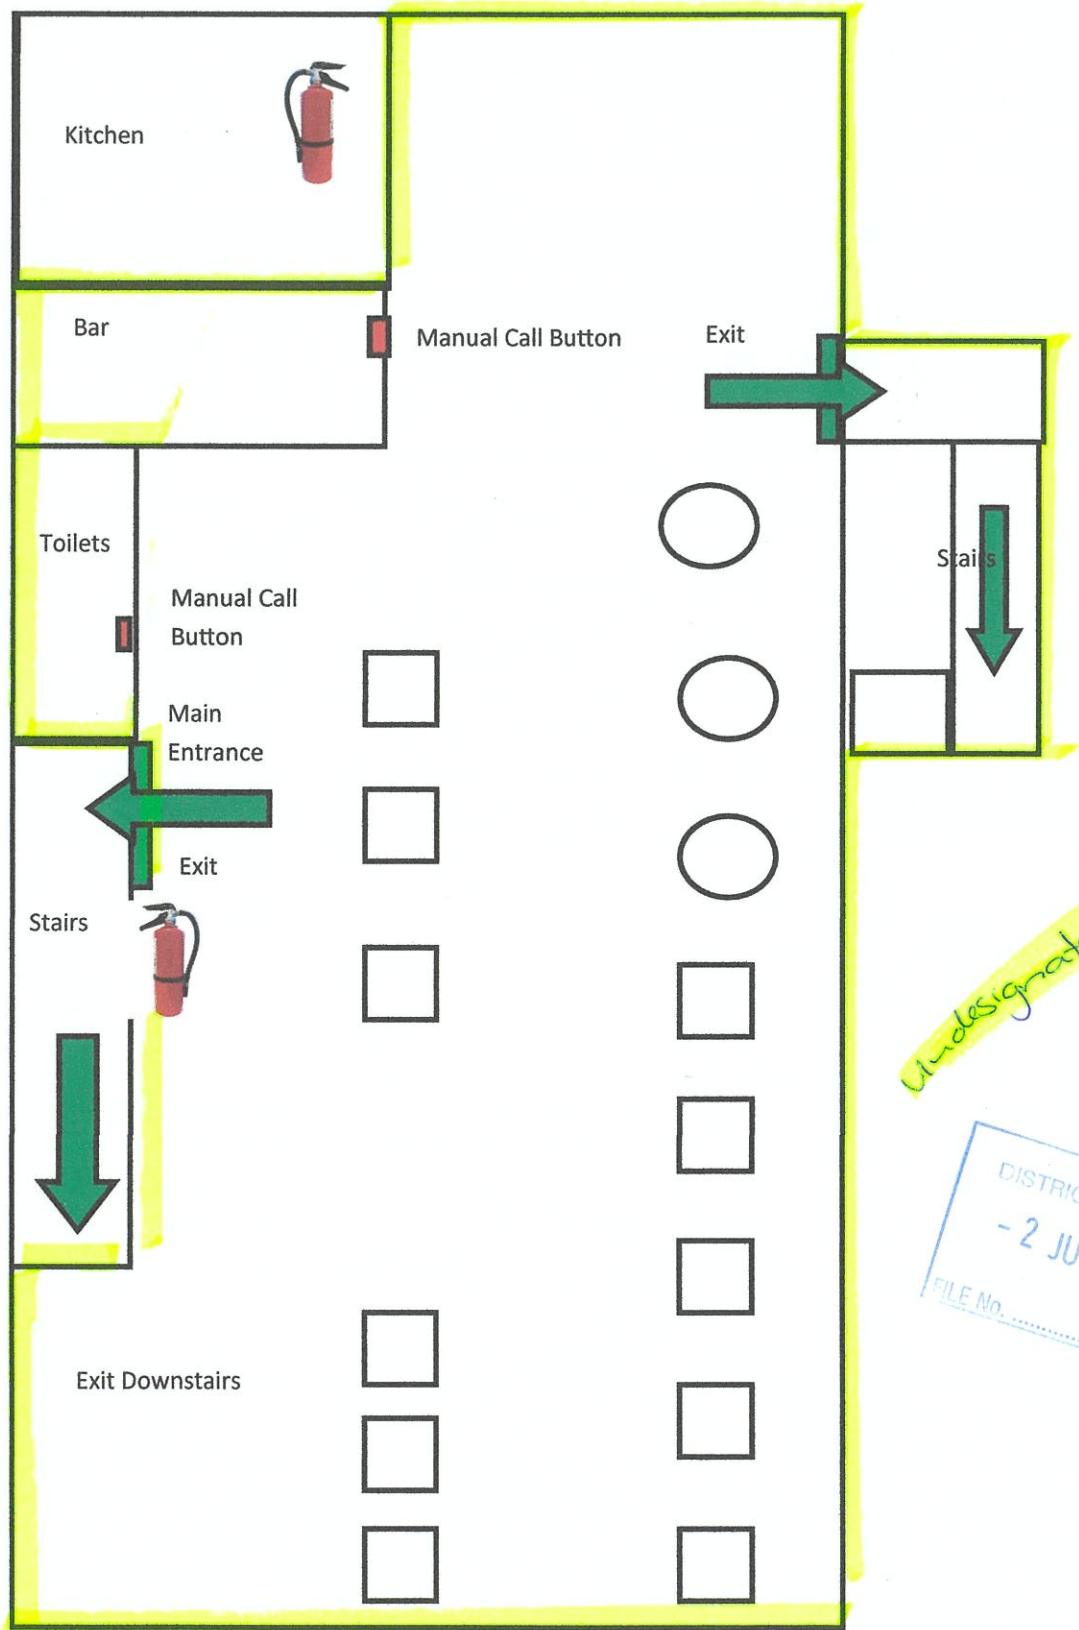 Kitchen
Bar
Manual Call Button
Exit
Toilets
Stairs
Manual Call
Button
Main
Entrance
Exit
Stairs
Exit Downstairs
Undesignat
DISTRIC
- 2 JU
FILE No. ............